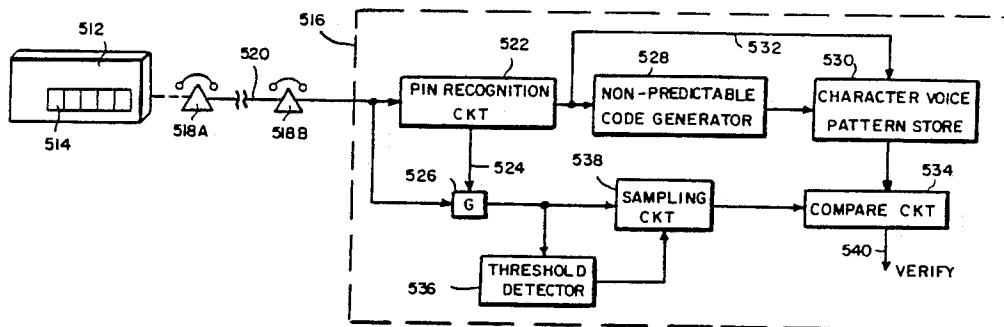 516
512
514
520
518A
518B
522
PIN RECOGNITION
CKT
532
528
NON-PREDICTABLE
CODE GENERATOR
530
CHARACTER VOICE
PATTERN STORE
524
526
G
538
SAMPLING
CKT
534
COMPARE CKT
540
VERIFY
536
THRESHOLD
DETECTOR